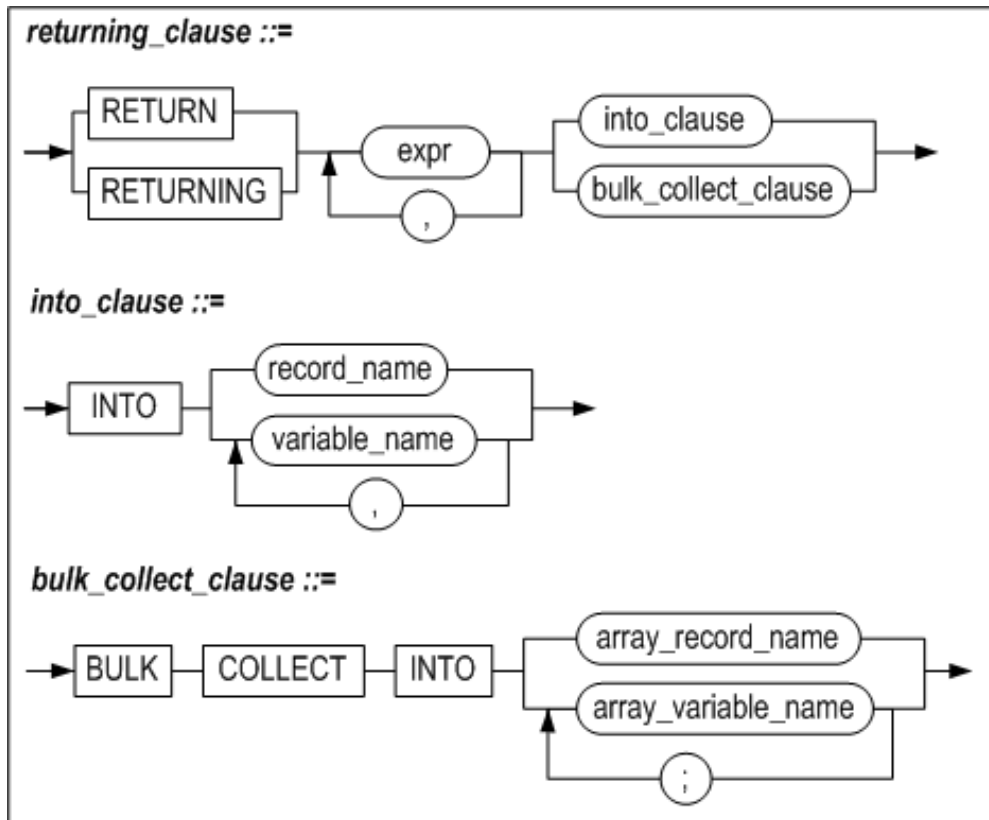 returning_clause ::=
RETURN
RETURNING
expr
,
into_clause
bulk_collect_clause
into_clause ::=
INTO
record_name
variable_name
,
bulk_collect_clause ::=
BULK COLLECT INTO
array_record_name
array_variable_name
;